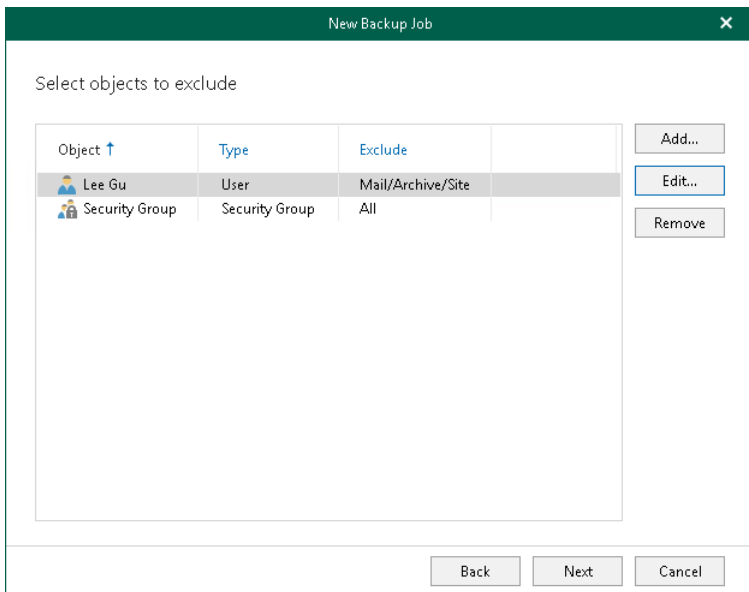 New Backup Job
Select objects to exclude
Object Type Exclude
Lee Gu User Mail/Archive/Site
Security Group Security Group All
Add...
Edit...
Remove
Back Next Cancel